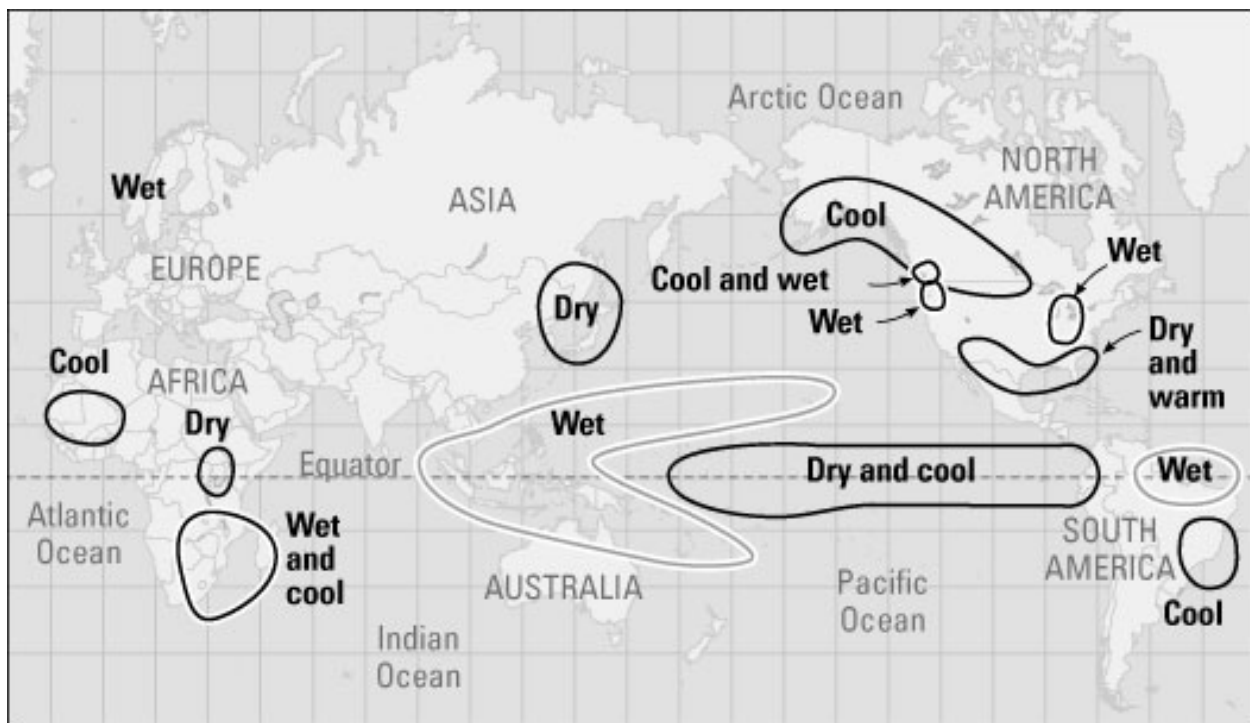 Arctic Ocean
NORTH
AMERICA
Wet
ASIA
Cool
EUROPE
Cool and wet
Wet
Dry
Wet
Dry
and
warm
Cool
AFRICA
Dry
Wet
Equator
Dry and cool
Wet
Atlantic
Ocean
Wet
and
cool
AUSTRALIA
Pacific
Ocean
SOUTH
AMERICA
Cool
Indian
Ocean